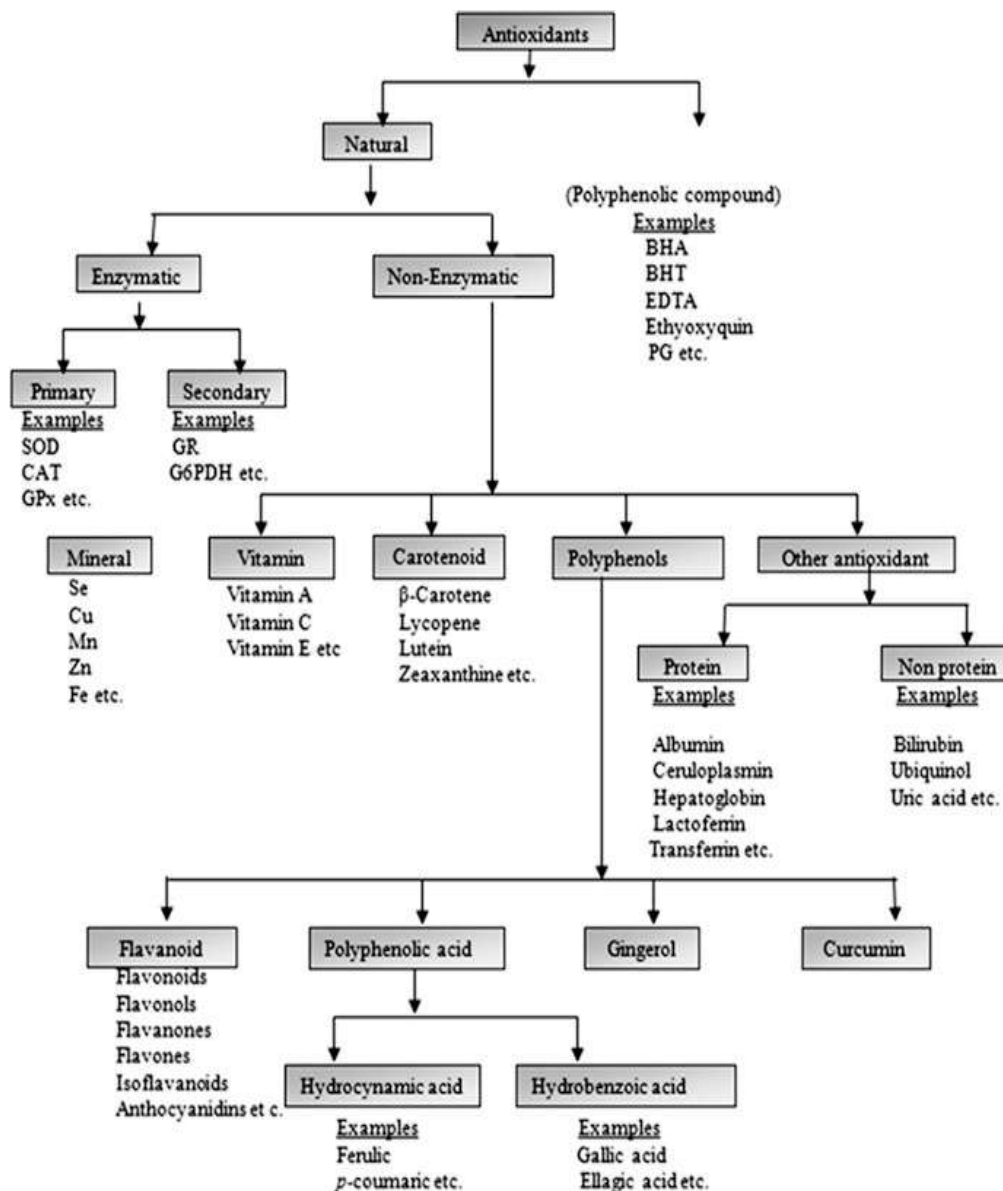 Antioxidants
Natural
(Polyphenolic compound)
Examples
BHA
BHT
EDTA
Ethyoxyquin
PG etc.
Enzymatic
Non-Enzymatic
Primary
Examples
SOD
CAT
GPx etc.
Secondary
Examples
GR
G6PDH etc.
Mineral
Se
Cu
Mn
Zn
Fe etc.
Vitamin
Vitamin A
Vitamin C
Vitamin E etc
Carotenoid
β-Carotene
Lycopene
Lutein
Zeaxanthine etc.
Polyphenols
Other antioxidant
Protein
Examples
Albumin
Ceruloplasmin
Hepatoglobin
Lactoferrin
Transferrin etc.
Non protein
Examples
Bilirubin
Ubiquinol
Uric acid etc.
Flavanoid
Flavonoids
Flavonols
Flavanones
Flavones
Isoflavanoids
Anthocyanidins et c.
Polyphenolic acid
Gingerol
Curcumin
Hydrocynamic acid
Examples
Ferulic
p-coumaric etc.
Hydrobenzoic acid
Examples
Gallic acid
Ellagic acid etc.